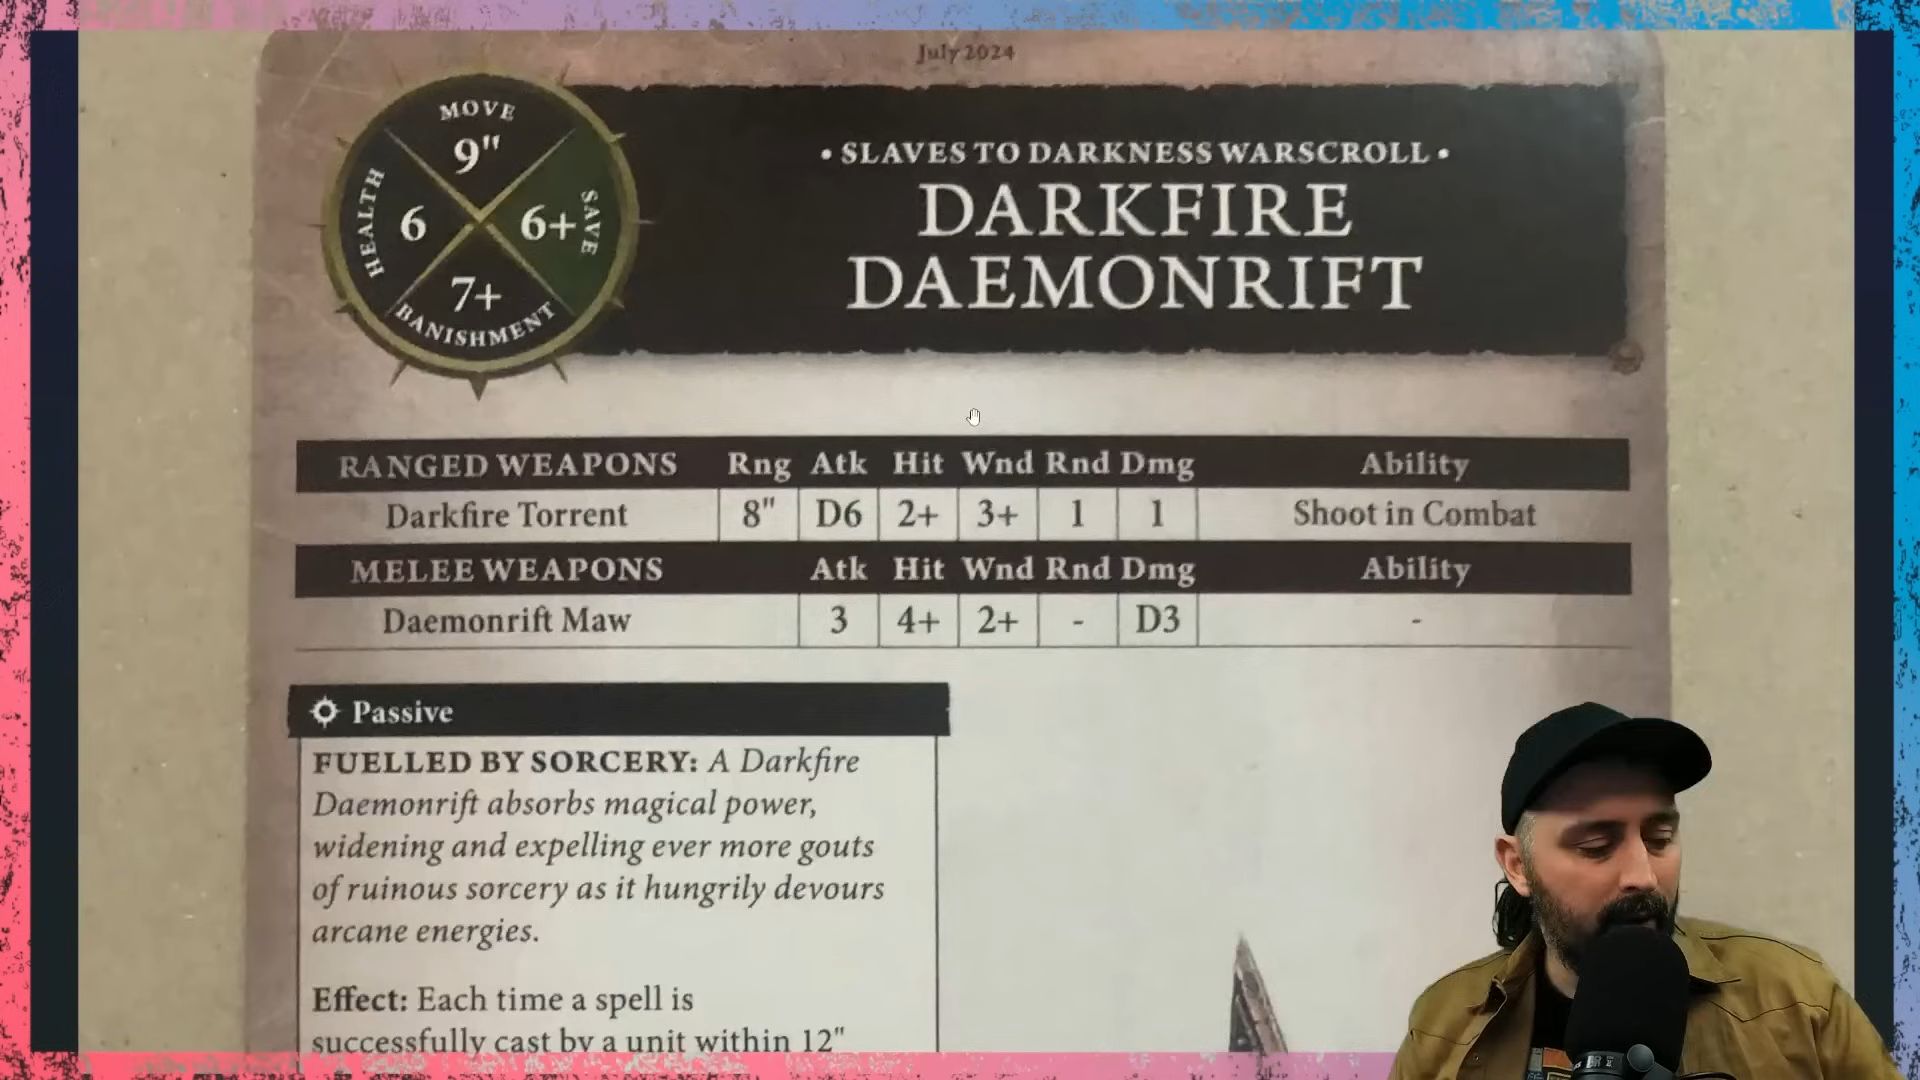 July 2024
MOVE
9"
HEALTH
6
6+
SAVE
7+
BANISHMENT
• SLAVES TO DARKNESS WARSCROLL •
DARKFIRE
DAEMONRIFT
RANGED WEAPONS Rng Atk Hit Wnd Rnd Dmg Ability
Darkfire Torrent 8" D6 2+ 3+ 1 1 Shoot in Combat
MELEE WEAPONS Atk Hit Wnd Rnd Dmg Ability
Daemonrift Maw 3 4+ 2+ - D3 -
Passive
FUELLED BY SORCERY: A Darkfire
Daemonrift absorbs magical power,
widening and expelling ever more gouts
of ruinous sorcery as it hungrily devours
arcane energies.
Effect: Each time a spell is
successfully cast by a unit within 12"